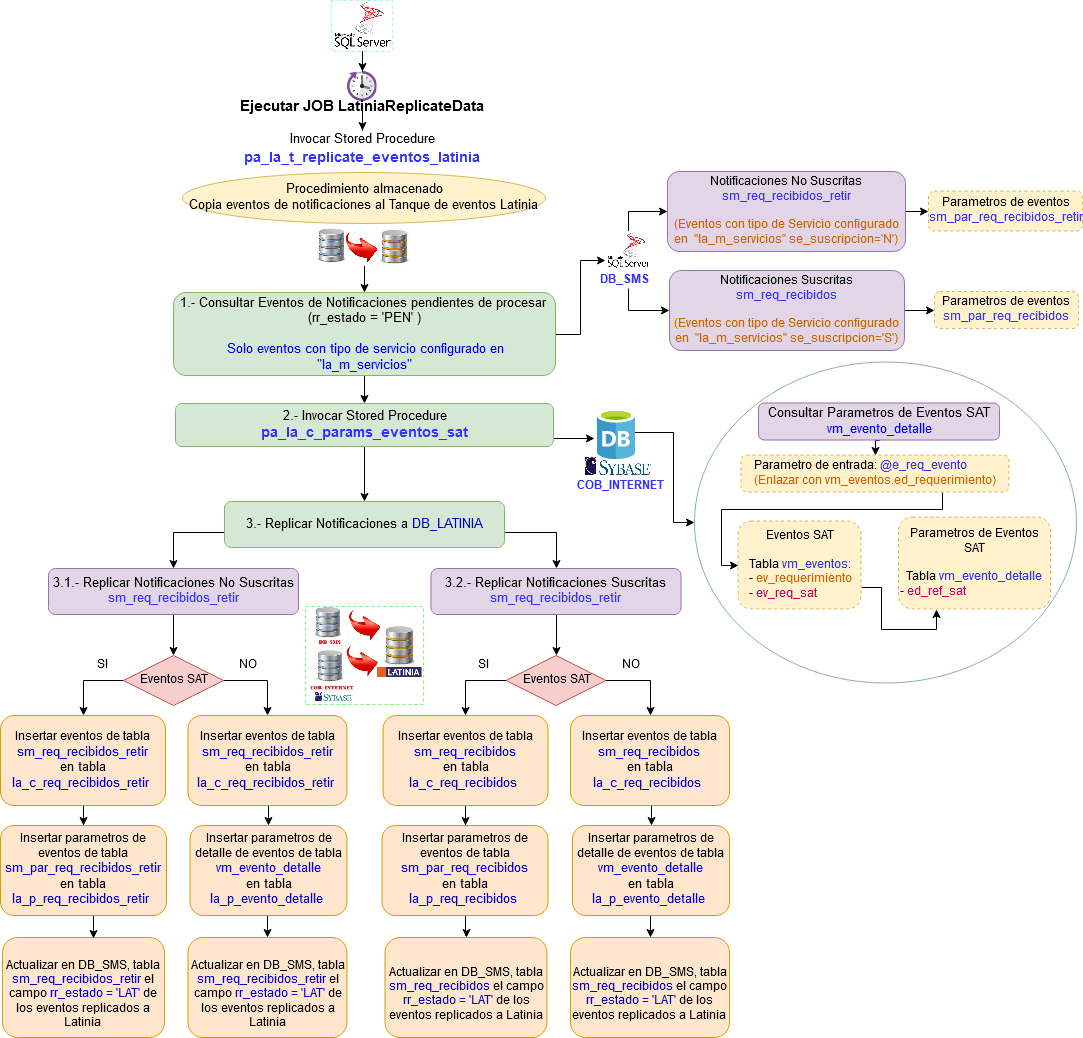 Microsoft
SQL Server
Ejecutar JOB LatiniaReplicateData
Invocar Stored Procedure
pa_la_t_replicate_eventos_latinia
Procedimiento almacenado
Copia eventos de notificaciones al Tanque de eventos Latinia
1.- Consultar Eventos de Notificaciones pendientes de procesar
(rr_estado = 'PEN' )
Solo eventos con tipo de servicio configurado en
"la_m_servicios"
Microsoft
SQL Server
DB_SMS
Notificaciones No Suscritas
sm_req_recibidos_retir
(Eventos con tipo de Servicio configurado
en "la_m_servicios" se_suscripcion='N')
Parametros de eventos
sm_par_req_recibidos_retir
Notificaciones Suscritas
sm_req_recibidos
(Eventos con tipo de Servicio configurado
en "la_m_servicios" se_suscripcion='S')
Parametros de eventos
sm_par_req_recibidos
2.- Invocar Stored Procedure
pa_la_c_params_eventos_sat
DB
SYBASE
COB_INTERNET
Consultar Parametros de Eventos SAT
vm_evento_detalle
Parametro de entrada: @e_req_evento
(Enlazar con vm_eventos.ed_requerimiento)
Eventos SAT
Tabla vm_eventos:
- ev_requerimiento
- ev_req_sat
Parametros de Eventos
SAT
Tabla vm_evento_detalle
- ed_ref_sat
3.- Replicar Notificaciones a DB_LATINIA
3.1.- Replicar Notificaciones No Suscritas
sm_req_recibidos_retir
3.2.- Replicar Notificaciones Suscritas
sm_req_recibidos_retir
DB_SMS
LATINIA
COB_INTERNET
SYBASE
SI
Eventos SAT
NO
SI
Eventos SAT
NO
Insertar eventos de tabla
sm_req_recibidos_retir
en tabla
la_c_req_recibidos_retir
Insertar eventos de tabla
sm_req_recibidos_retir
en tabla
la_c_req_recibidos_retir
Insertar eventos de tabla
sm_req_recibidos
en tabla
la_c_req_recibidos
Insertar eventos de tabla
sm_req_recibidos
en tabla
la_c_req_recibidos
Insertar parametros de
eventos de tabla
sm_par_req_recibidos_retir
en tabla
la_p_req_recibidos_retir
Insertar parametros de
detalle de eventos de tabla
vm_evento_detalle
en tabla
la_p_evento_detalle
Insertar parametros de
eventos de tabla
sm_par_req_recibidos
en tabla
la_p_req_recibidos
Insertar parametros de
detalle de eventos de tabla
vm_evento_detalle
en tabla
la_p_evento_detalle
Actualizar en DB_SMS, tabla
sm_req_recibidos_retir el
campo rr_estado = 'LAT' de
los eventos replicados a
Latinia
Actualizar en DB_SMS, tabla
sm_req_recibidos_retir el
campo rr_estado = 'LAT' de
los eventos replicados a
Latinia
Actualizar en DB_SMS, tabla
sm_req_recibidos el campo
rr_estado = 'LAT' de los
eventos replicados a Latinia
Actualizar en DB_SMS, tabla
sm_req_recibidos el campo
rr_estado = 'LAT' de los
eventos replicados a Latinia